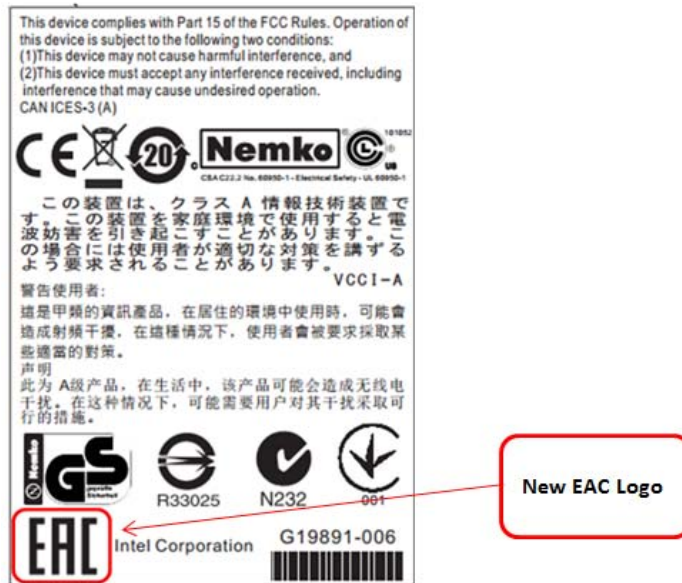 This device complies with Part 15 of the FCC Rules. Operation of
this device is subject to the following two conditions:
(1)This device may not cause harmful interference, and
(2)This device must accept any interference received, including
interference that may cause undesired operation.
CAN ICES-3 (A)
CE 20 C Nemko ® C L ® US 181052
CSA C22.2 No. 60950-1 - Electrical Safety - UL 60950-1
この装置は、クラスA情報技術装置で
す。この装置を家庭環境で使用すると電
波妨害を引き起こすことがあります。こ
の場合には使用者が適切な対策を講ずる
よう要求されることがあります。
VCCI-A
警告使用者:
這是甲類的資訊產品，在居住的環境中使用時，可能會
造成射頻干擾，在這種情況下，使用者會被要求採取某
些適當的對策。
声明
此为 A级产品，在生活中，该产品可能会造成无线电
干扰。在这种情况下，可能需要用户对其干扰采取可
行的措施。
Nemko GS geprüfte Sicherheit
R33025 N232 001
EAC Intel Corporation G19891-006
New EAC Logo